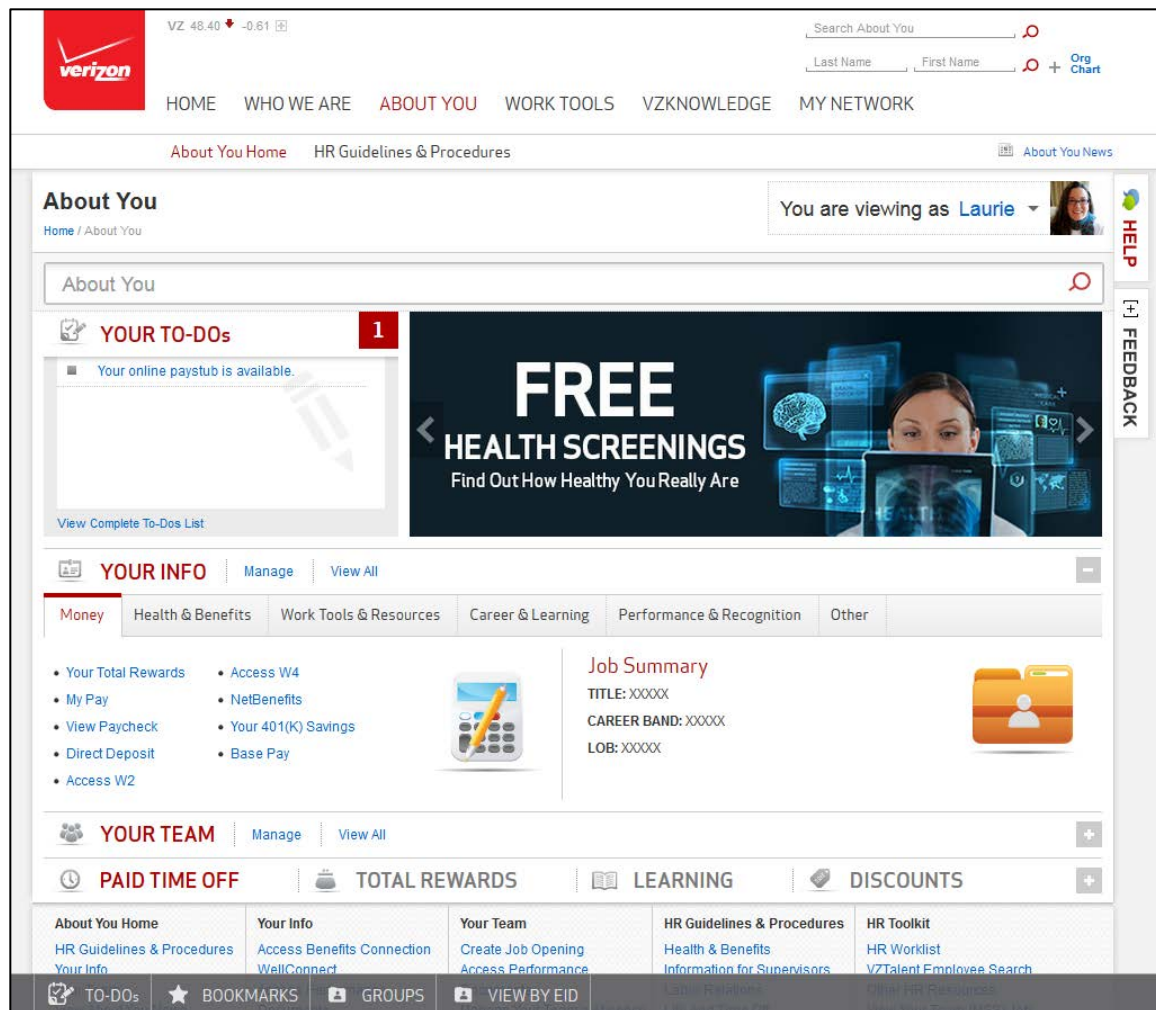 VZ 48.40 -0.61
Search About You
verizon
Last Name First Name + Org Chart
HOME WHO WE ARE ABOUT YOU WORK TOOLS VZKNOWLEDGE MY NETWORK
About You Home HR Guidelines & Procedures About You News
About You
You are viewing as Laurie
Home / About You
HELP
About You
[+] FEEDBACK
YOUR TO-DOs 1
Your online paystub is available.
View Complete To-Dos List
FREE
HEALTH SCREENINGS
Find Out How Healthy You Really Are
HEALTH
YOUR INFO Manage View All
Money Health & Benefits Work Tools & Resources Career & Learning Performance & Recognition Other
• Your Total Rewards
• My Pay
• View Paycheck
• Direct Deposit
• Access W2
• Access W4
• NetBenefits
• Your 401(K) Savings
• Base Pay
Job Summary
TITLE: XXXXX
CAREER BAND: XXXXX
LOB: XXXXX
YOUR TEAM Manage View All
PAID TIME OFF TOTAL REWARDS LEARNING DISCOUNTS
About You Home Your Info Your Team HR Guidelines & Procedures HR Toolkit
HR Guidelines & Procedures Access Benefits Connection Create Job Opening Health & Benefits HR Worklist
Your Info WellConnect Access Performance Information for Supervisors VZTalent Employee Search
Labor Relations Other HR Resources
TO-DOs BOOKMARKS GROUPS VIEW BY EID